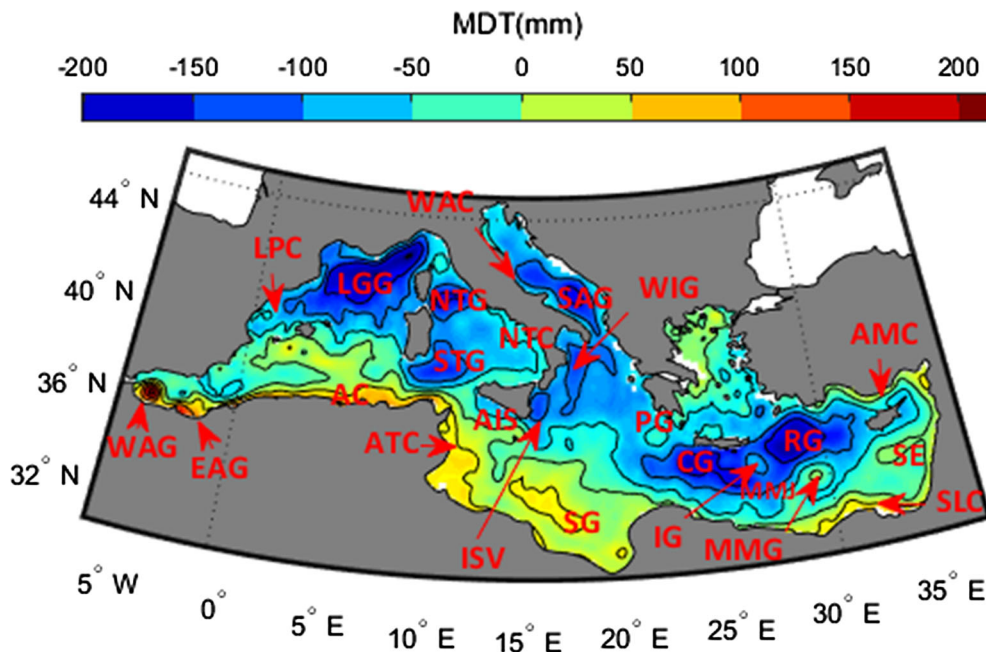 MDT(mm)
-200 -150 -100 -50 0 50 100 150 200
44° N
40° N
36° N
32° N
WAC
LPC
LGG
NTG
SAG
WIG
NTC
STG
AMC
AC
AIS
PG
WAG
EAG
ATC
CG
RG
SE
MMJ
SG
ISV
IG
MMG
SLC
5° W
0°
5° E
10° E
15° E
20° E
25° E
30° E
35° E